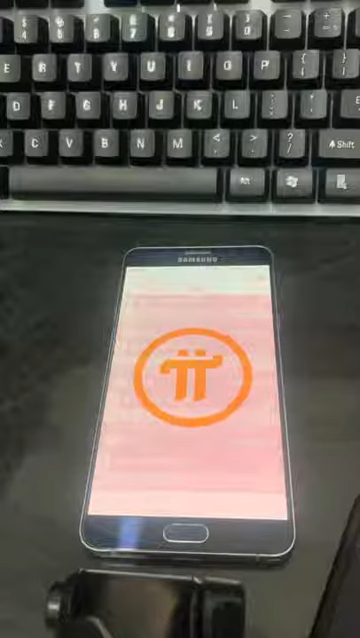 E R T Y U I O P { }
D F G H J K L
C V B N M < > ? /
Shift
Alt
SAMSUNG